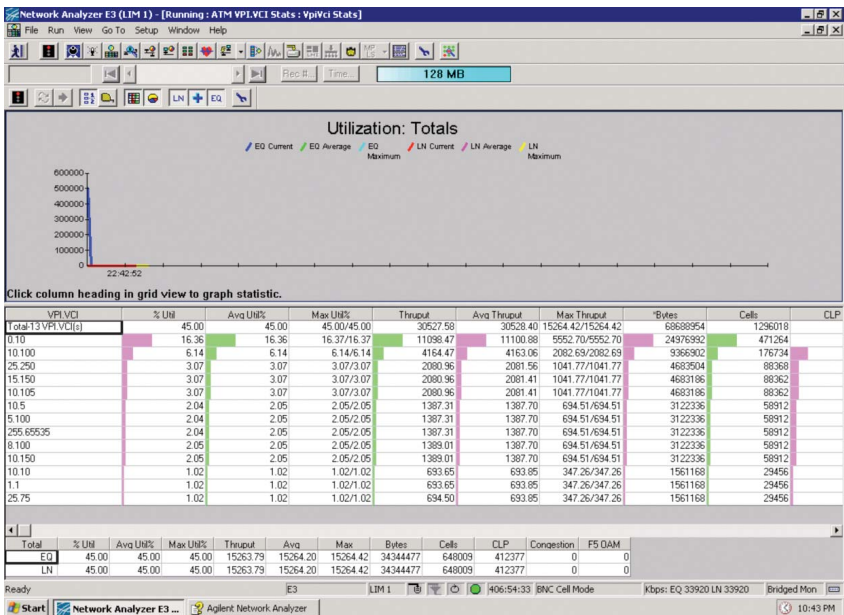 Network Analyzer E3 (LIM 1) - [Running : ATM VPI.VCI Stats : VpiVci Stats]
File Run View Go To Setup Window Help
Rec #... Time... 128 MB
LN EQ
Utilization: Totals
EQ Current EQ Average EQ Maximum LN Current LN Average LN Maximum
600000
500000
400000
300000
200000
100000
0
22:42:52
Click column heading in grid view to graph statistic.
VPI.VCI % Util Avg Util% Max Util% Thruput Avg Thruput Max Thruput *Bytes Cells CLP
Total-13 VPI.VCI(s) 45.00 45.00 45.00/45.00 30527.58 30528.40 15264.42/15264.42 68688954 1296018
0.10 16.36 16.36 16.37/16.37 11098.47 11100.88 5552.70/5552.70 24976992 471264
10.100 6.14 6.14 6.14/6.14 4164.47 4163.06 2082.69/2082.69 9366902 176734
25.250 3.07 3.07 3.07/3.07 2080.96 2081.56 1041.77/1041.77 4683504 88368
15.150 3.07 3.07 3.07/3.07 2080.96 2081.41 1041.77/1041.77 4683186 88362
10.105 3.07 3.07 3.07/3.07 2080.96 2081.41 1041.77/1041.77 4683186 88362
10.5 2.04 2.05 2.05/2.05 1387.31 1387.70 694.51/694.51 3122336 58912
5.100 2.04 2.05 2.05/2.05 1387.31 1387.70 694.51/694.51 3122336 58912
255.65535 2.04 2.05 2.05/2.05 1387.31 1387.70 694.51/694.51 3122336 58912
8.100 2.05 2.05 2.05/2.05 1389.01 1387.70 694.51/694.51 3122336 58912
10.150 2.05 2.05 2.05/2.05 1389.01 1387.70 694.51/694.51 3122336 58912
10.10 1.02 1.02 1.02/1.02 693.65 693.85 347.26/347.26 1561168 29456
1.1 1.02 1.02 1.02/1.02 693.65 693.85 347.26/347.26 1561168 29456
25.75 1.02 1.02 1.02/1.02 694.50 693.85 347.26/347.26 1561168 29456
Total % Util Avg Util% Max Util% Thruput Avg Max Bytes Cells CLP Congestion F5 OAM
EQ 45.00 45.00 45.00 15263.79 15264.20 15264.42 34344477 648009 412377 0 0
LN 45.00 45.00 45.00 15263.79 15264.20 15264.42 34344477 648009 412377 0 0
Ready E3 LIM 1 406:54:33 BNC Cell Mode Kbps: EQ 33920 LN 33920 Bridged Mon
Start Network Analyzer E3 ... Agilent Network Analyzer 10:43 PM